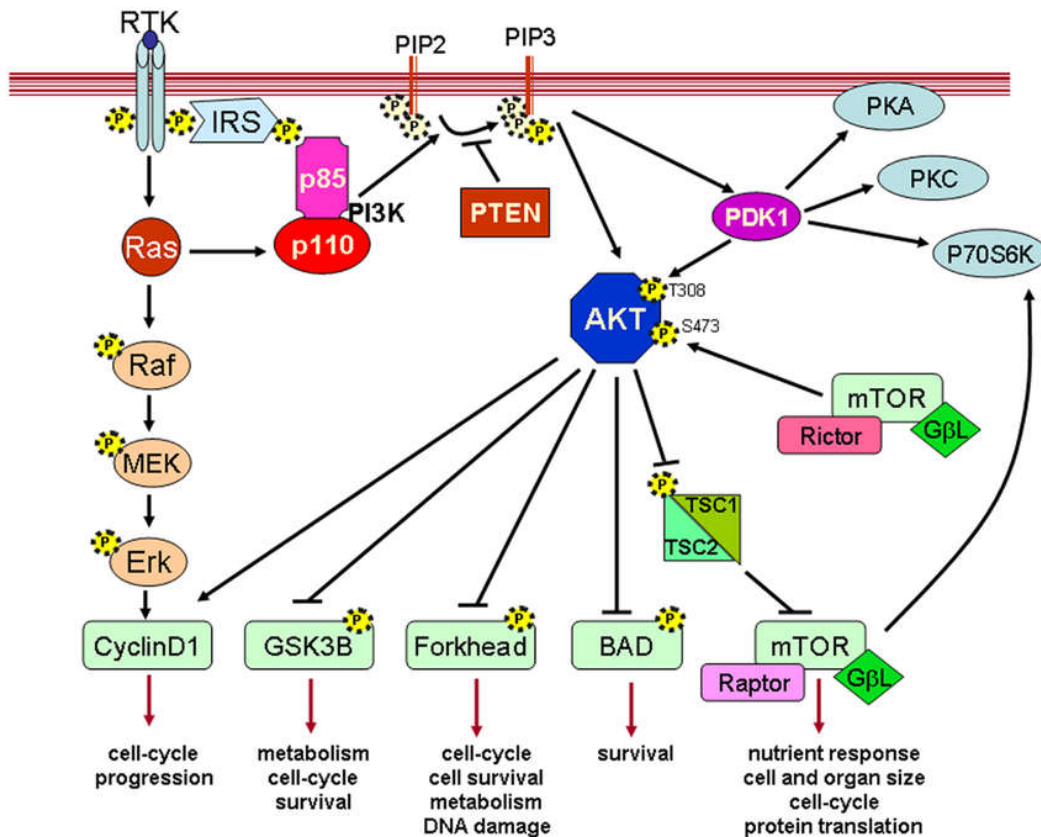 RTK
PIP2
PIP3
P
P
IRS
P
P
P
P
P
P
PKA
p85
PI3K
p110
PTEN
PDK1
PKC
P70S6K
Ras
AKT
P
T308
P
S473
P
Raf
mTOR
Rictor
GβL
P
MEK
P
TSC1
TSC2
P
Erk
CyclinD1
GSK3B
P
Forkhead
P
BAD
P
mTOR
Raptor
GβL
cell-cycle
progression
metabolism
cell-cycle
survival
cell-cycle
cell survival
metabolism
DNA damage
survival
nutrient response
cell and organ size
cell-cycle
protein translation